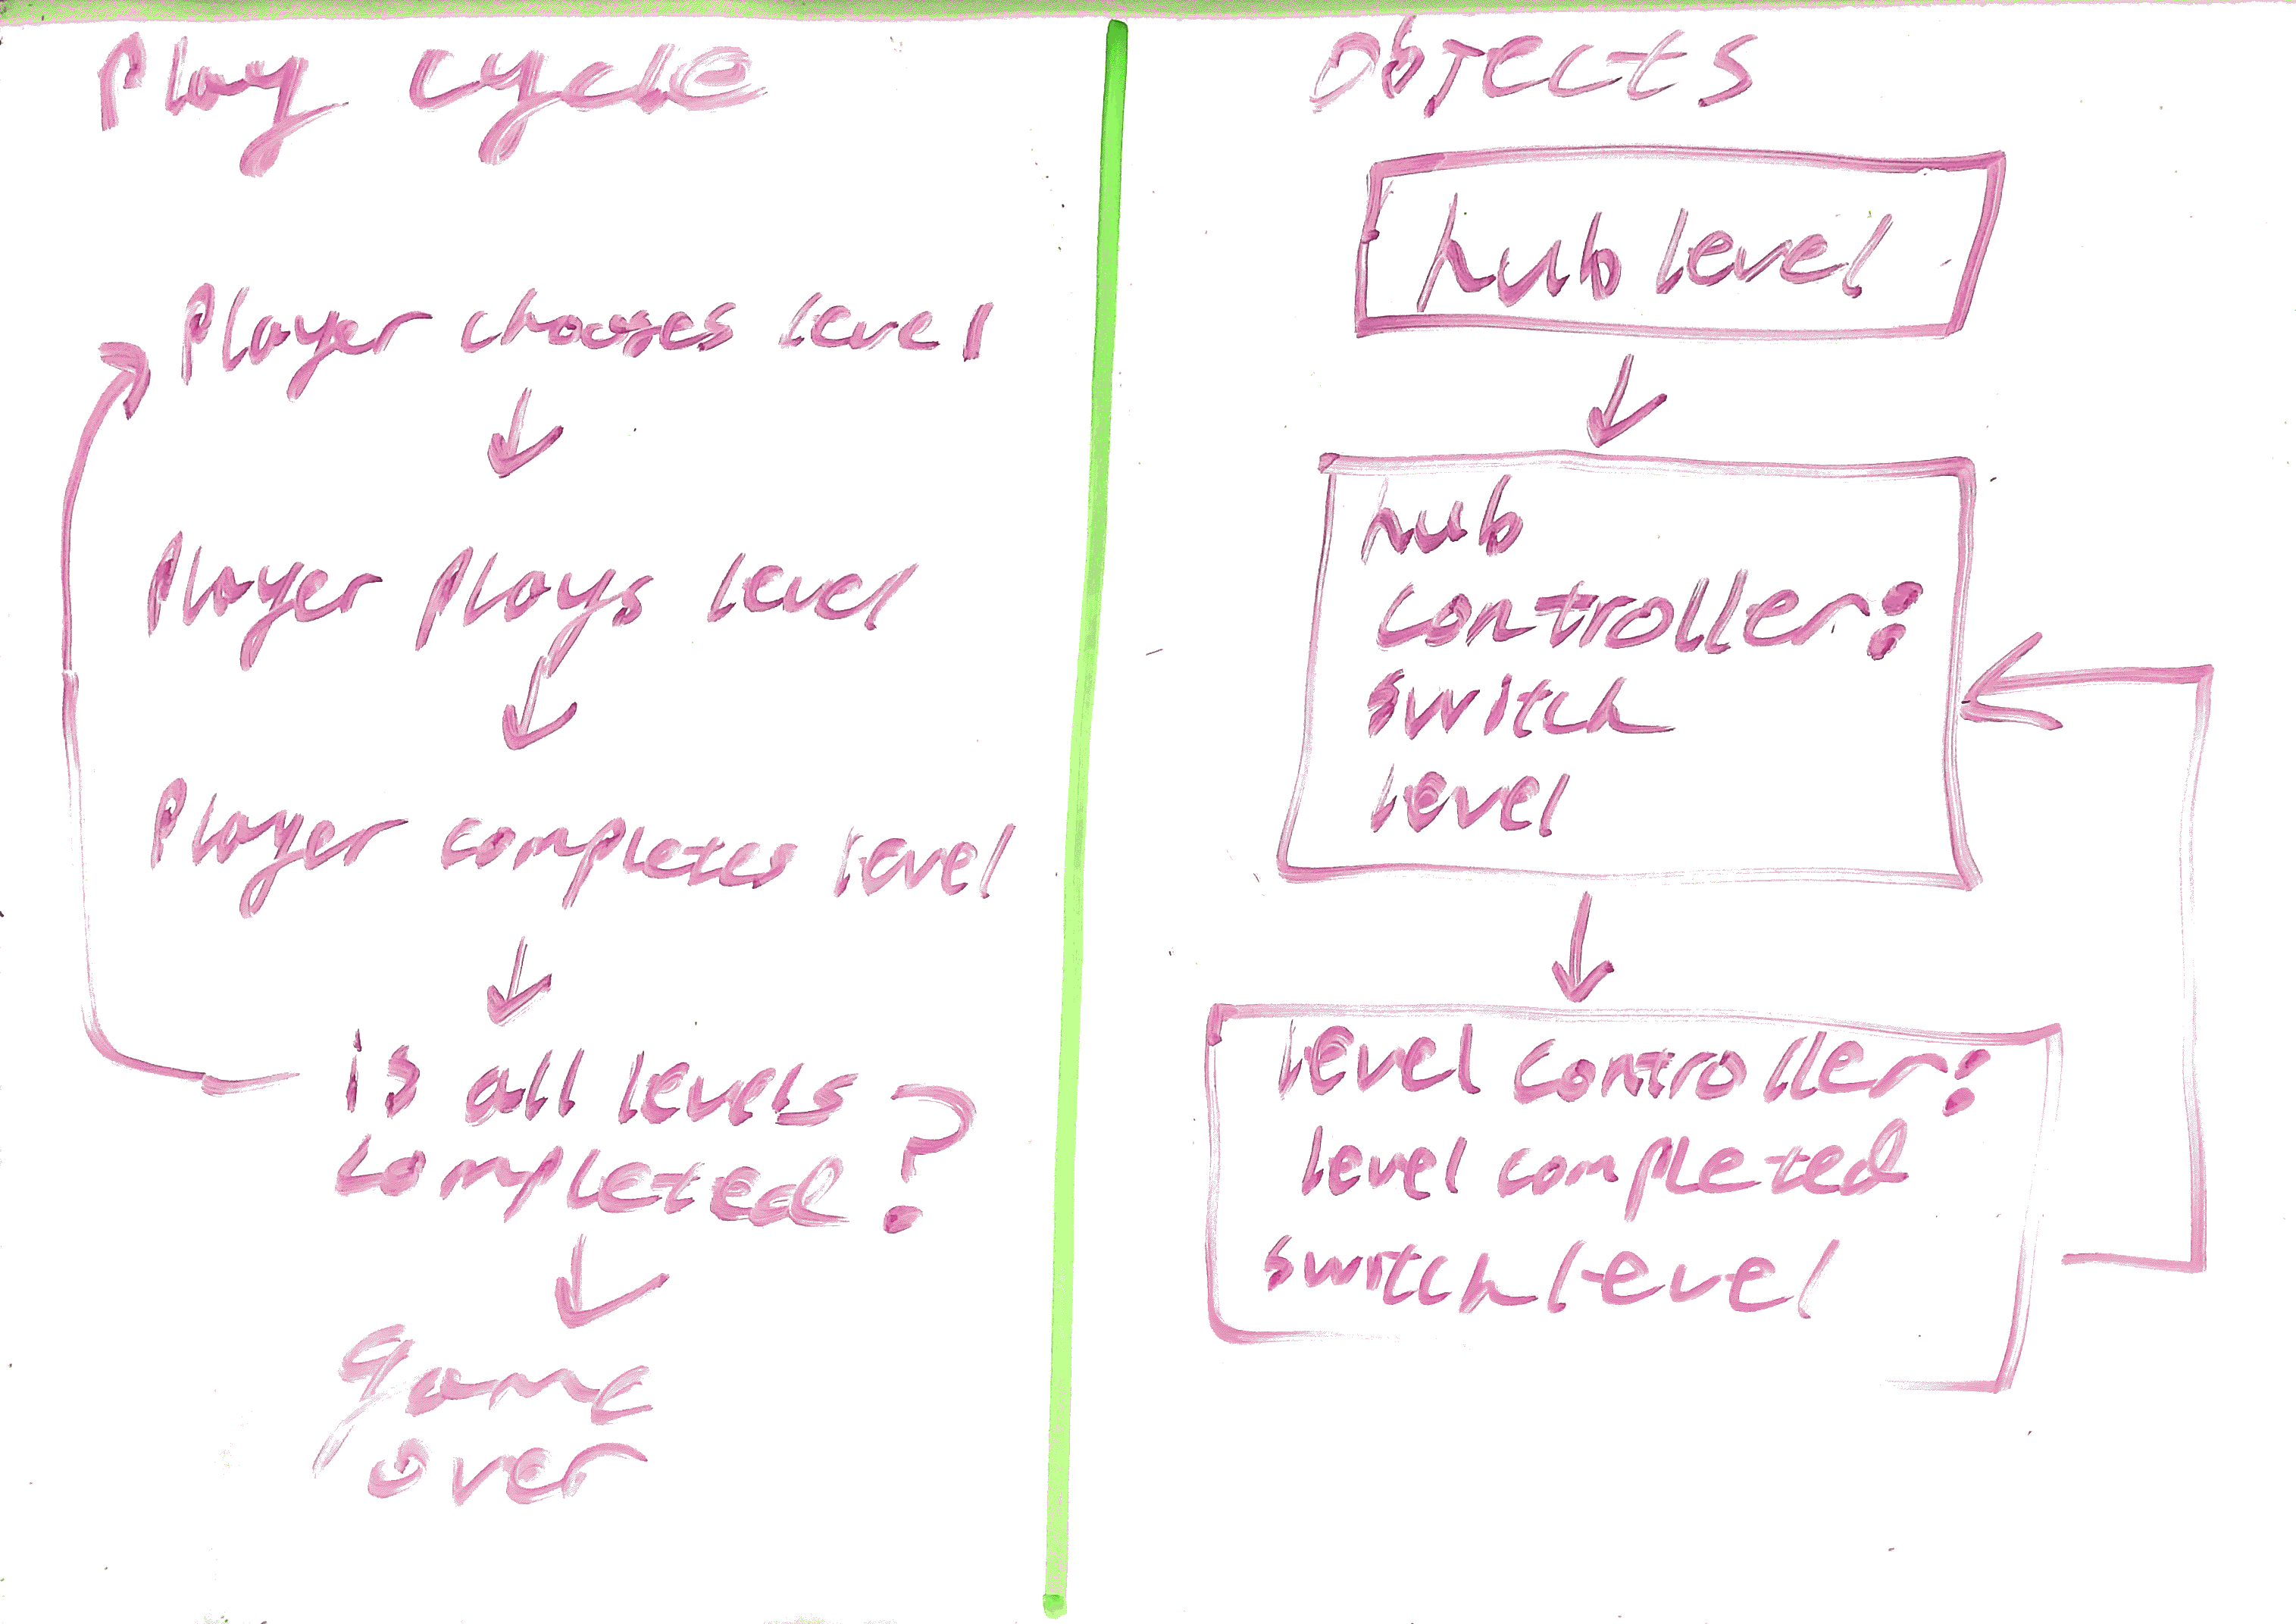 Play cycle
Player chooses level
Player plays level
Player completes level
is all levels
completed?
game
over
Objects
hub level
hub
controller:
switch
level
level controller:
level completed
switch level